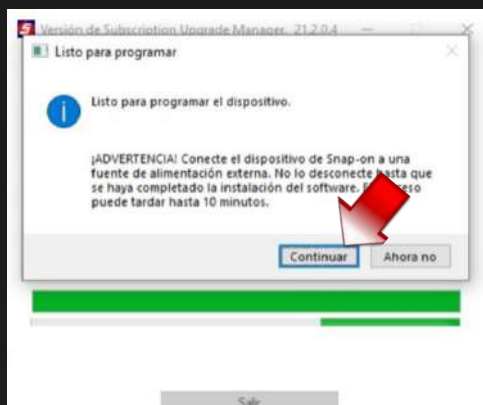 Versión de Subscription Upgrade Manager. 21.2.0.4
Listo para programar
Listo para programar el dispositivo.
¡ADVERTENCIA! Conecte el dispositivo de Snap-on a una
fuente de alimentación externa. No lo desconecte hasta que
se haya completado la instalación del software. El proceso
puede tardar hasta 10 minutos.
Continuar
Ahora no
Salir